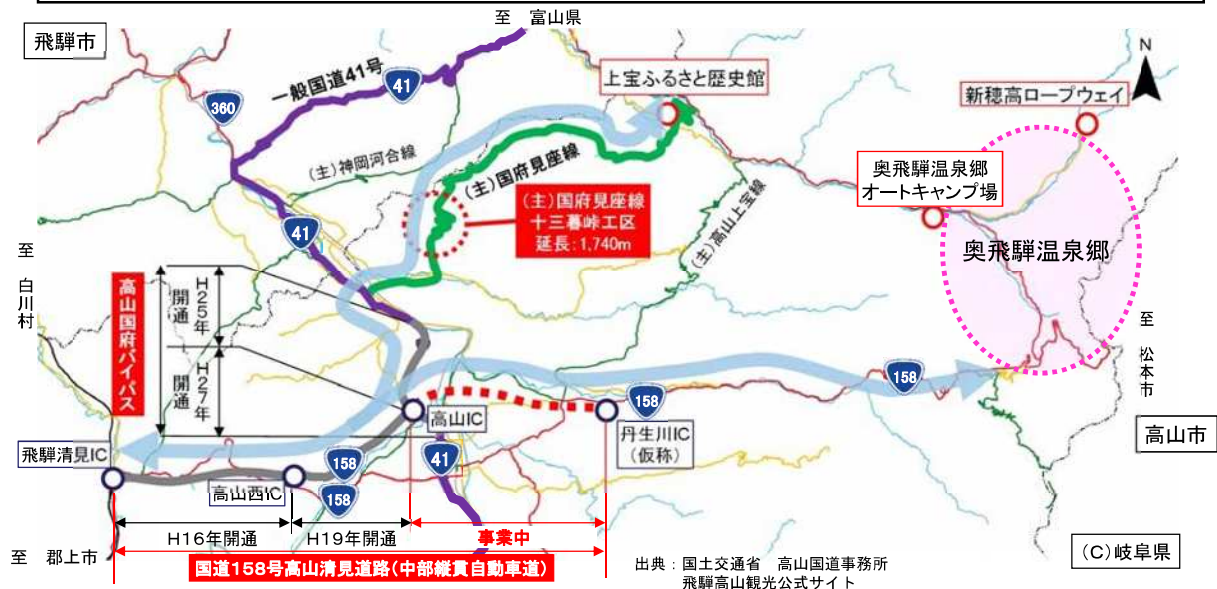 至 富山県
飛騨市
一般国道41号
41
360
上宝ふるさと歴史館
N
新穂高ロープウェイ
(主)神岡河合線
(主)国府見座線
奥飛騨温泉郷
オートキャンプ場
(主)国府見座線
十三墓峠工区
延長:1,740m
(主)高山上宝線
41
奥飛騨温泉郷
至 白川村
高山国府バイパス
H25年開通
H27年開通
至 松本市
158
158
高山IC
丹生川IC
(仮称)
高山市
飛騨清見IC
158
41
高山西IC
158
H16年開通
H19年開通
事業中
至 郡上市
国道158号高山清見道路(中部縦貫自動車道)
出典:国土交通省 高山国道事務所
飛騨高山観光公式サイト
(C)岐阜県